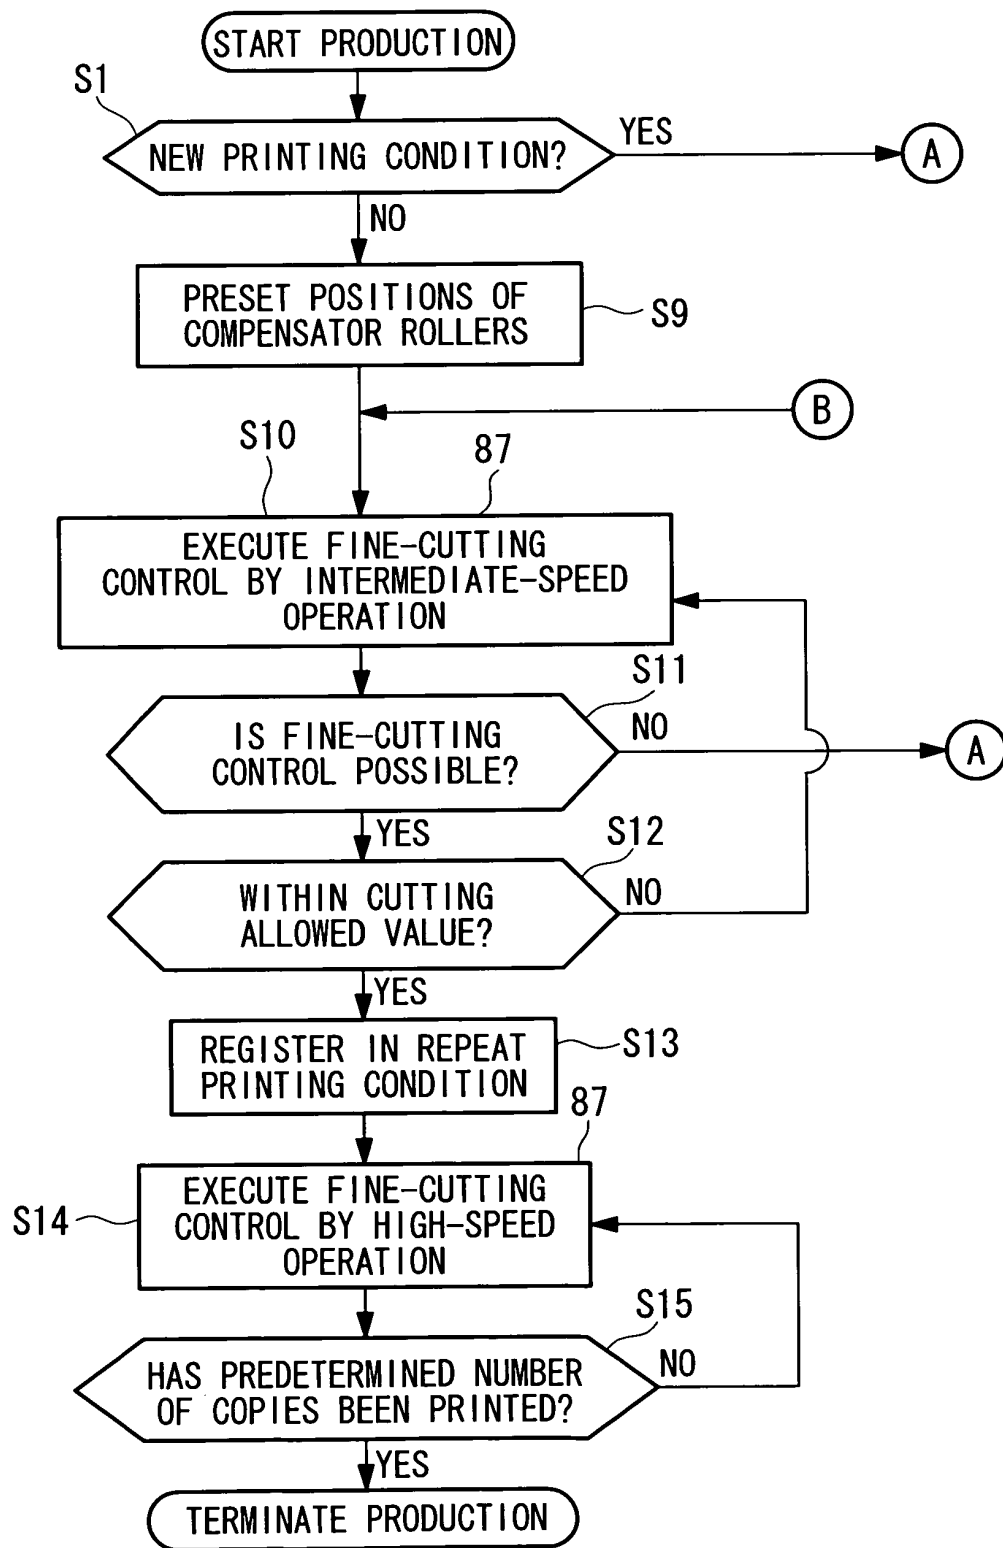 START PRODUCTION
S1
NEW PRINTING CONDITION?
YES
A
NO
PRESET POSITIONS OF
COMPENSATOR ROLLERS
S9
B
S10
87
EXECUTE FINE-CUTTING
CONTROL BY INTERMEDIATE-SPEED
OPERATION
S11
IS FINE-CUTTING
CONTROL POSSIBLE?
NO
A
YES
S12
WITHIN CUTTING
ALLOWED VALUE?
NO
YES
REGISTER IN REPEAT
PRINTING CONDITION
S13
87
EXECUTE FINE-CUTTING
CONTROL BY HIGH-SPEED
OPERATION
S14
S15
HAS PREDETERMINED NUMBER
OF COPIES BEEN PRINTED?
NO
YES
TERMINATE PRODUCTION